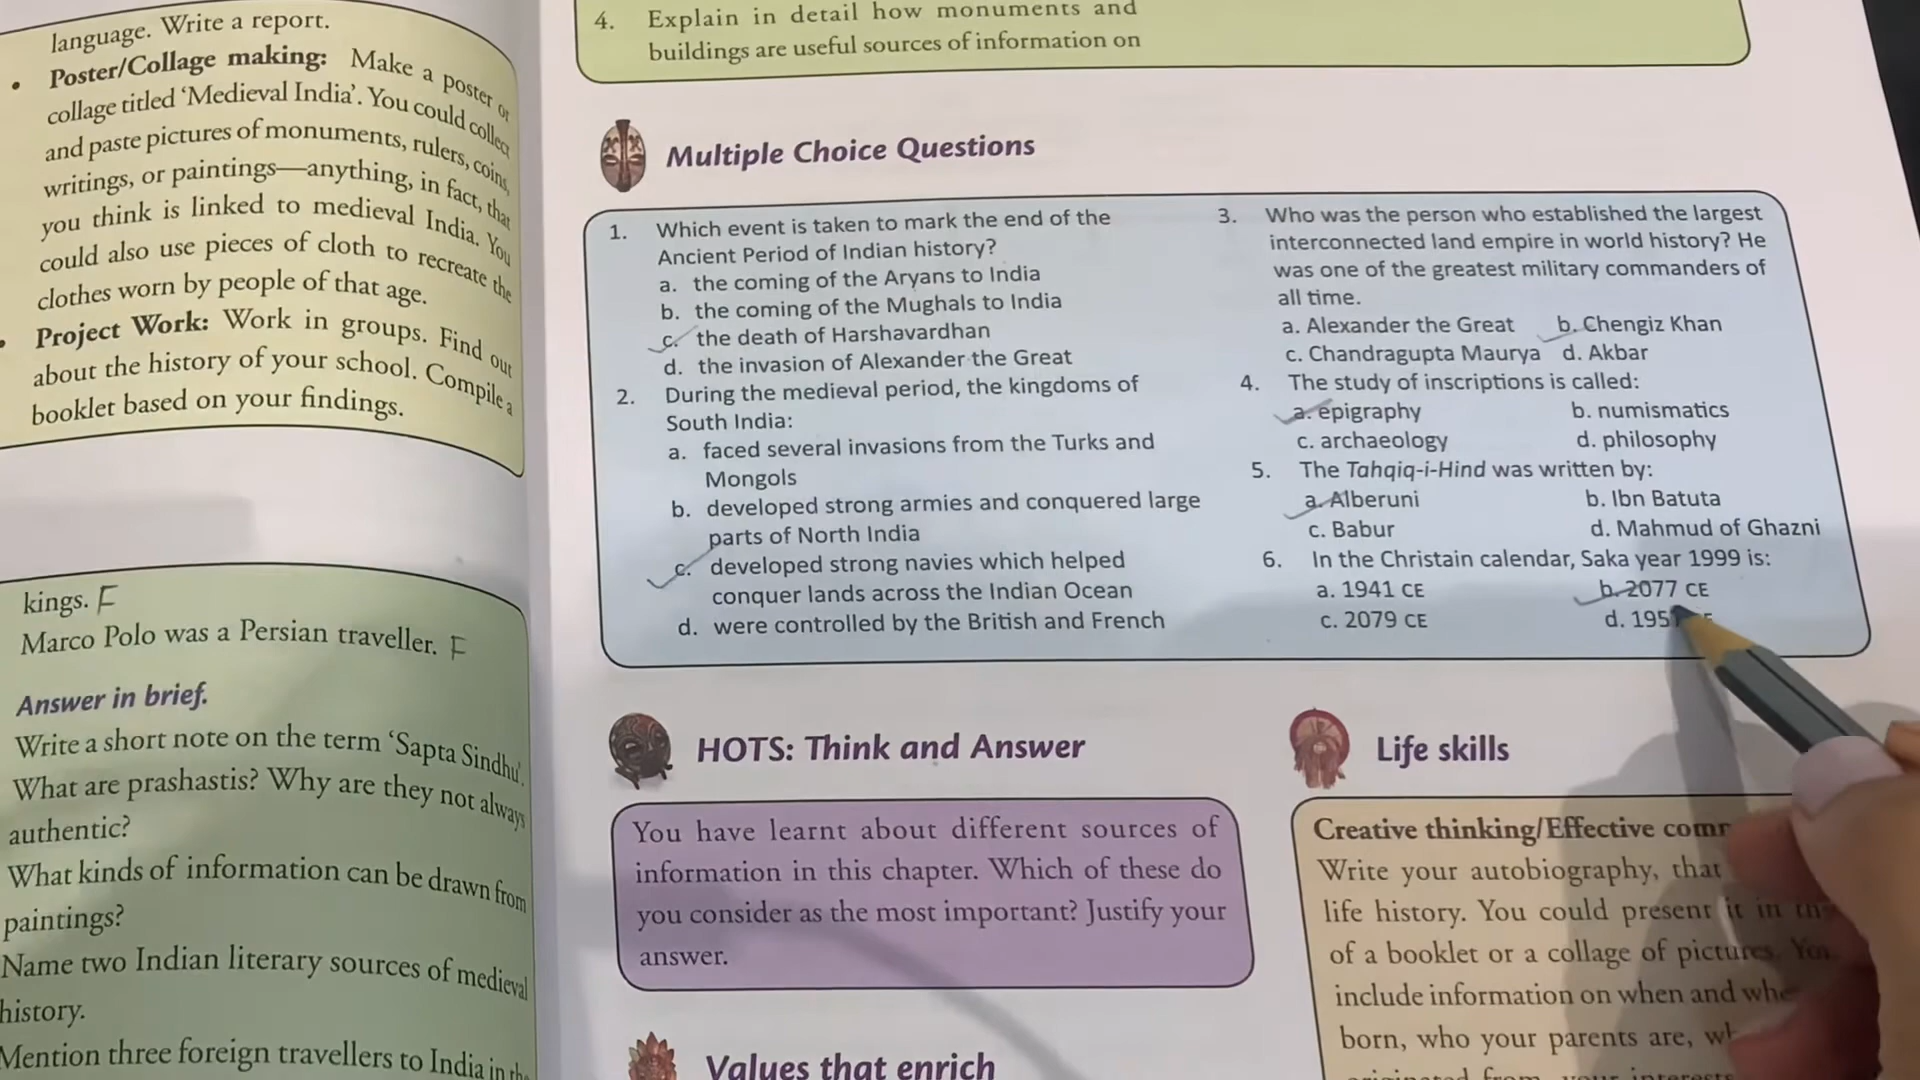 language. Write a report.
• Poster/Collage making: Make a poster or
collage titled ‘Medieval India’. You could collect
and paste pictures of monuments, rulers, coins,
writings, or paintings—anything, in fact, that
you think is linked to medieval India. You
could also use pieces of cloth to recreate the
clothes worn by people of that age.
• Project Work: Work in groups. Find out
about the history of your school. Compile a
booklet based on your findings.
kings. F
Marco Polo was a Persian traveller. F
Answer in brief.
Write a short note on the term ‘Sapta Sindhu’.
What are prashastis? Why are they not always
authentic?
What kinds of information can be drawn from
paintings?
Name two Indian literary sources of medieval
history.
Mention three foreign travellers to India in the
4. Explain in detail how monuments and
buildings are useful sources of information on
Multiple Choice Questions
1. Which event is taken to mark the end of the
Ancient Period of Indian history?
a. the coming of the Aryans to India
b. the coming of the Mughals to India
c. the death of Harshavardhan
d. the invasion of Alexander the Great
2. During the medieval period, the kingdoms of
South India:
a. faced several invasions from the Turks and
Mongols
b. developed strong armies and conquered large
parts of North India
c. developed strong navies which helped
conquer lands across the Indian Ocean
d. were controlled by the British and French
3. Who was the person who established the largest
interconnected land empire in world history? He
was one of the greatest military commanders of
all time.
a. Alexander the Great b. Chengiz Khan
c. Chandragupta Maurya d. Akbar
4. The study of inscriptions is called:
a. epigraphy b. numismatics
c. archaeology d. philosophy
5. The Tahqiq-i-Hind was written by:
a. Alberuni b. Ibn Batuta
c. Babur d. Mahmud of Ghazni
6. In the Christain calendar, Saka year 1999 is:
a. 1941 CE b. 2077 CE
c. 2079 CE d.
HOTS: Think and Answer
You have learnt about different sources of
information in this chapter. Which of these do
you consider as the most important? Justify your
answer.
Values that enrich
Life skills
Creative thinking/Effective
Write your autobiography, that
life history. You could present it in
of a booklet or a collage of pictures.
include information on when and
born, who your parents are,